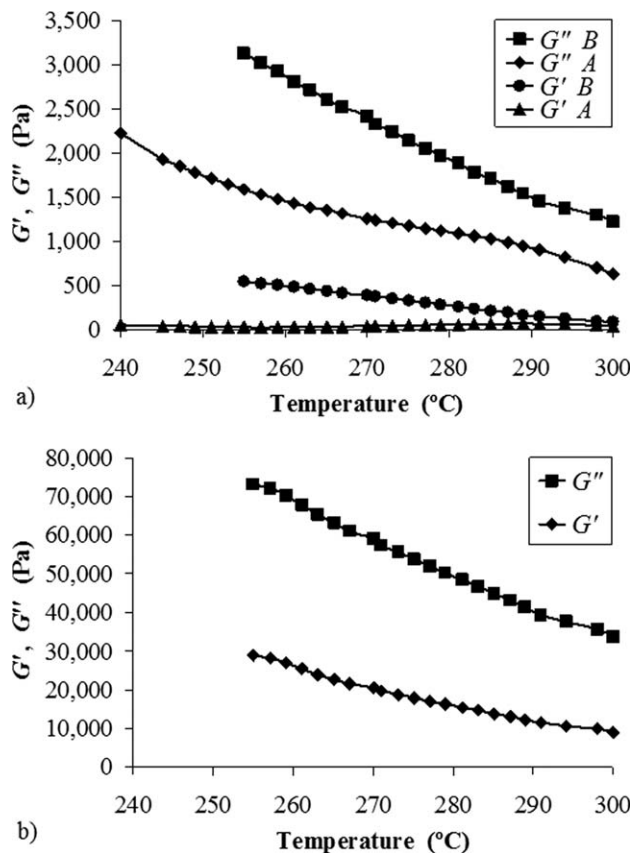 3,500
3,000
2,500
2,000
1,500
1,000
500
0
G', G'' (Pa)
G'' B
G'' A
G' B
G' A
240 250 260 270 280 290 300
a) Temperature (ºC)
80,000
70,000
60,000
50,000
40,000
30,000
20,000
10,000
0
G', G'' (Pa)
G''
G'
240 250 260 270 280 290 300
b) Temperature (ºC)